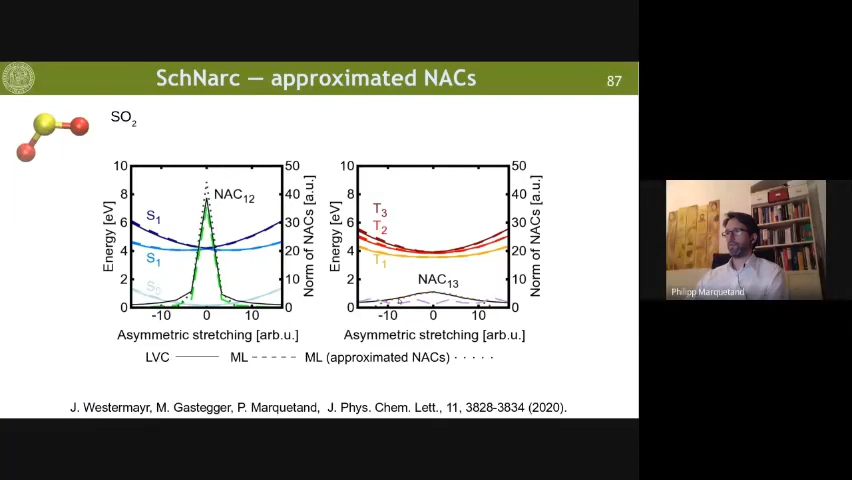 SchNarc — approximated NACs
87
SO2
10 50 10 50
8 NAC12 40 8 40
6 S1 30 6 T3 30
T2
4 S1 20 4 T1 20
2 S0 10 2 NAC13 10
0 0 0 0
-10 0 10 -10 0 10
Energy [eV] Norm of NACs [a.u.] Energy [eV] Norm of NACs [a.u.]
Asymmetric stretching [arb.u.] Asymmetric stretching [arb.u.]
LVC ML ML (approximated NACs)
J. Westermayr, M. Gastegger, P. Marquetand, J. Phys. Chem. Lett., 11, 3828-3834 (2020).
Philipp Marquetand